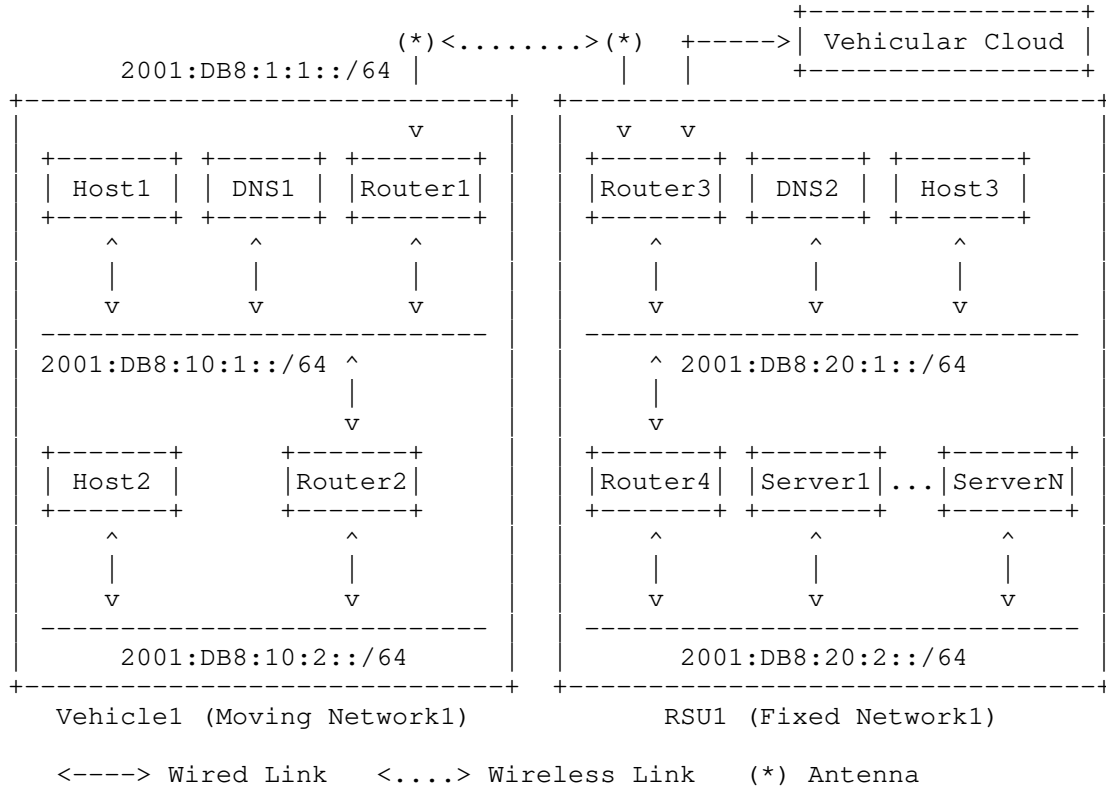 (*)<........>(*) +----->| Vehicular Cloud |
2001:DB8:1:1::/64
v v v
| Host1 | | DNS1 | |Router1| |Router3| | DNS2 | | Host3 |
^ ^ ^ ^ ^ ^
v v v v v v
2001:DB8:10:1::/64 ^ ^ 2001:DB8:20:1::/64
v v
| Host2 | |Router2| |Router4| |Server1|...|ServerN|
^ ^ ^ ^ ^
v v v v v
2001:DB8:10:2::/64 2001:DB8:20:2::/64
Vehicle1 (Moving Network1) RSU1 (Fixed Network1)
<----> Wired Link <....> Wireless Link (*) Antenna